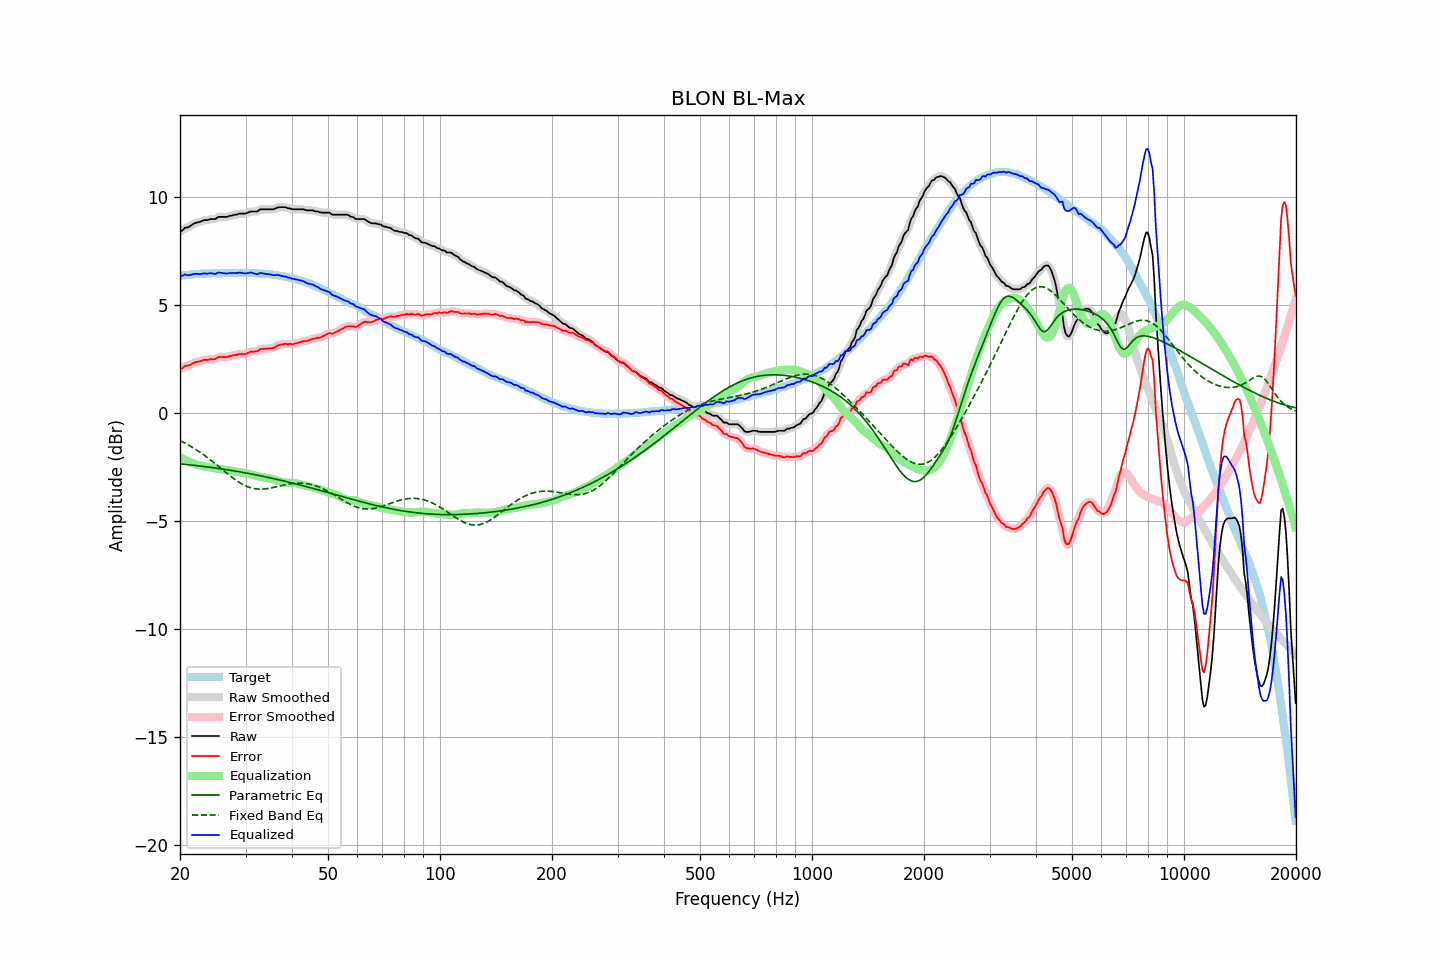 BLON BL-Max
Amplitude (dBr)
10
5
0
−5
−10
−15
−20
Target
Raw Smoothed
Error Smoothed
Raw
Error
Equalization
Parametric Eq
Fixed Band Eq
Equalized
20 50 100 200 500 1000 2000 5000 10000 20000
Frequency (Hz)